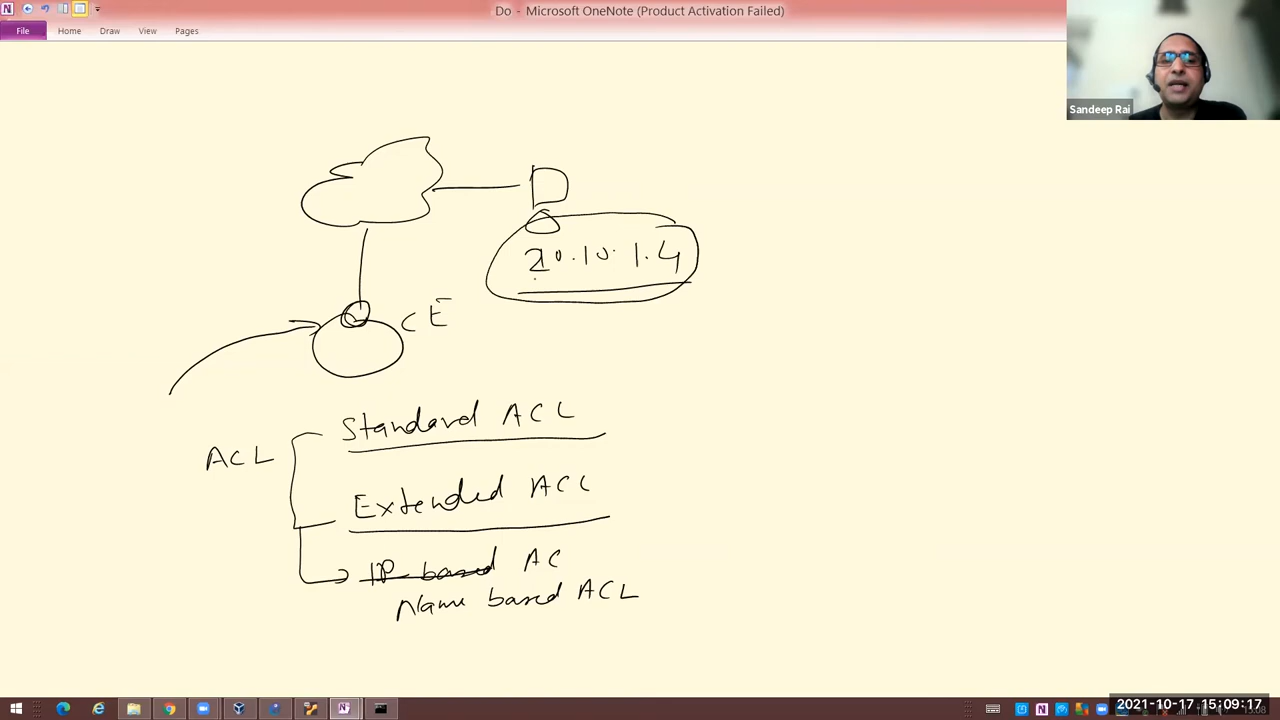 Do - Microsoft OneNote (Product Activation Failed)
File Home Draw View Pages
Sandeep Rai
20.10.1.4
CE
ACL
Standard ACL
Extended ACL
IP based AC
Name based ACL
2021-10-17 15:09:17